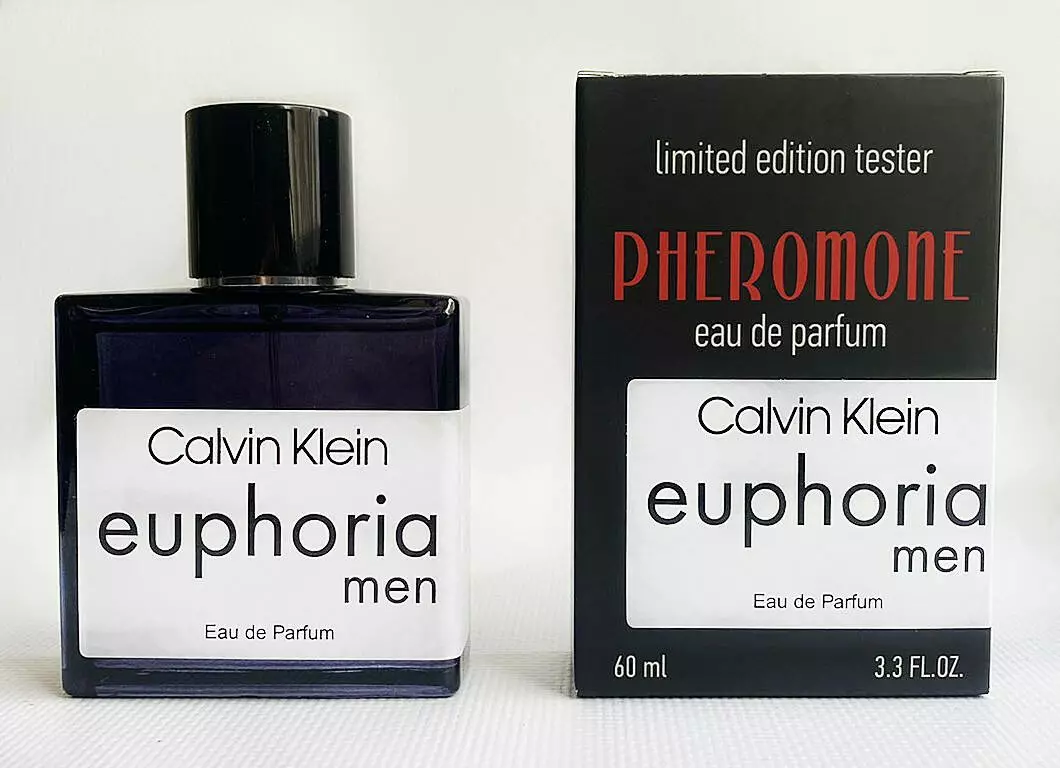 Calvin Klein
euphoria
men
Eau de Parfum
limited edition tester
PHEROMONE
eau de parfum
Calvin Klein
euphoria
men
Eau de Parfum
60 ml 3.3 FL.OZ.